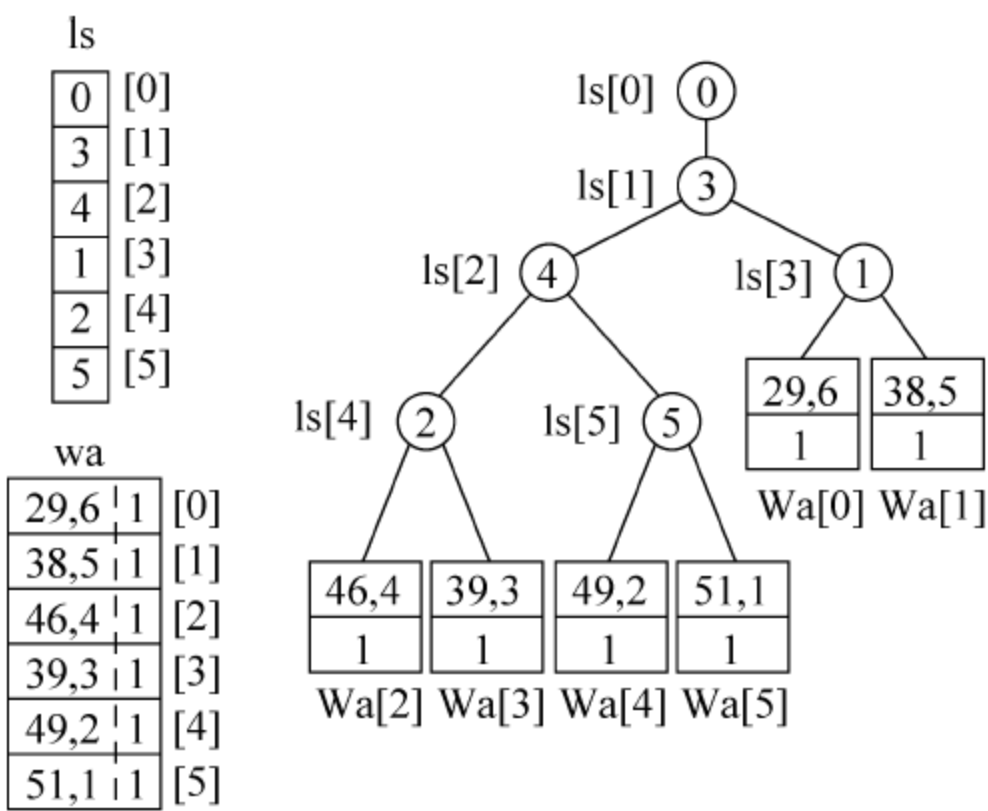 ls
0 [0]
3 [1]
4 [2]
1 [3]
2 [4]
5 [5]
wa
29,6 1 [0]
38,5 1 [1]
46,4 1 [2]
39,3 1 [3]
49,2 1 [4]
51,1 1 [5]
ls[0] 0
ls[1] 3
ls[2] 4 ls[3] 1
29,6 38,5
1 1
Wa[0] Wa[1]
ls[4] 2 ls[5] 5
46,4 39,3 49,2 51,1
1 1 1 1
Wa[2] Wa[3] Wa[4] Wa[5]